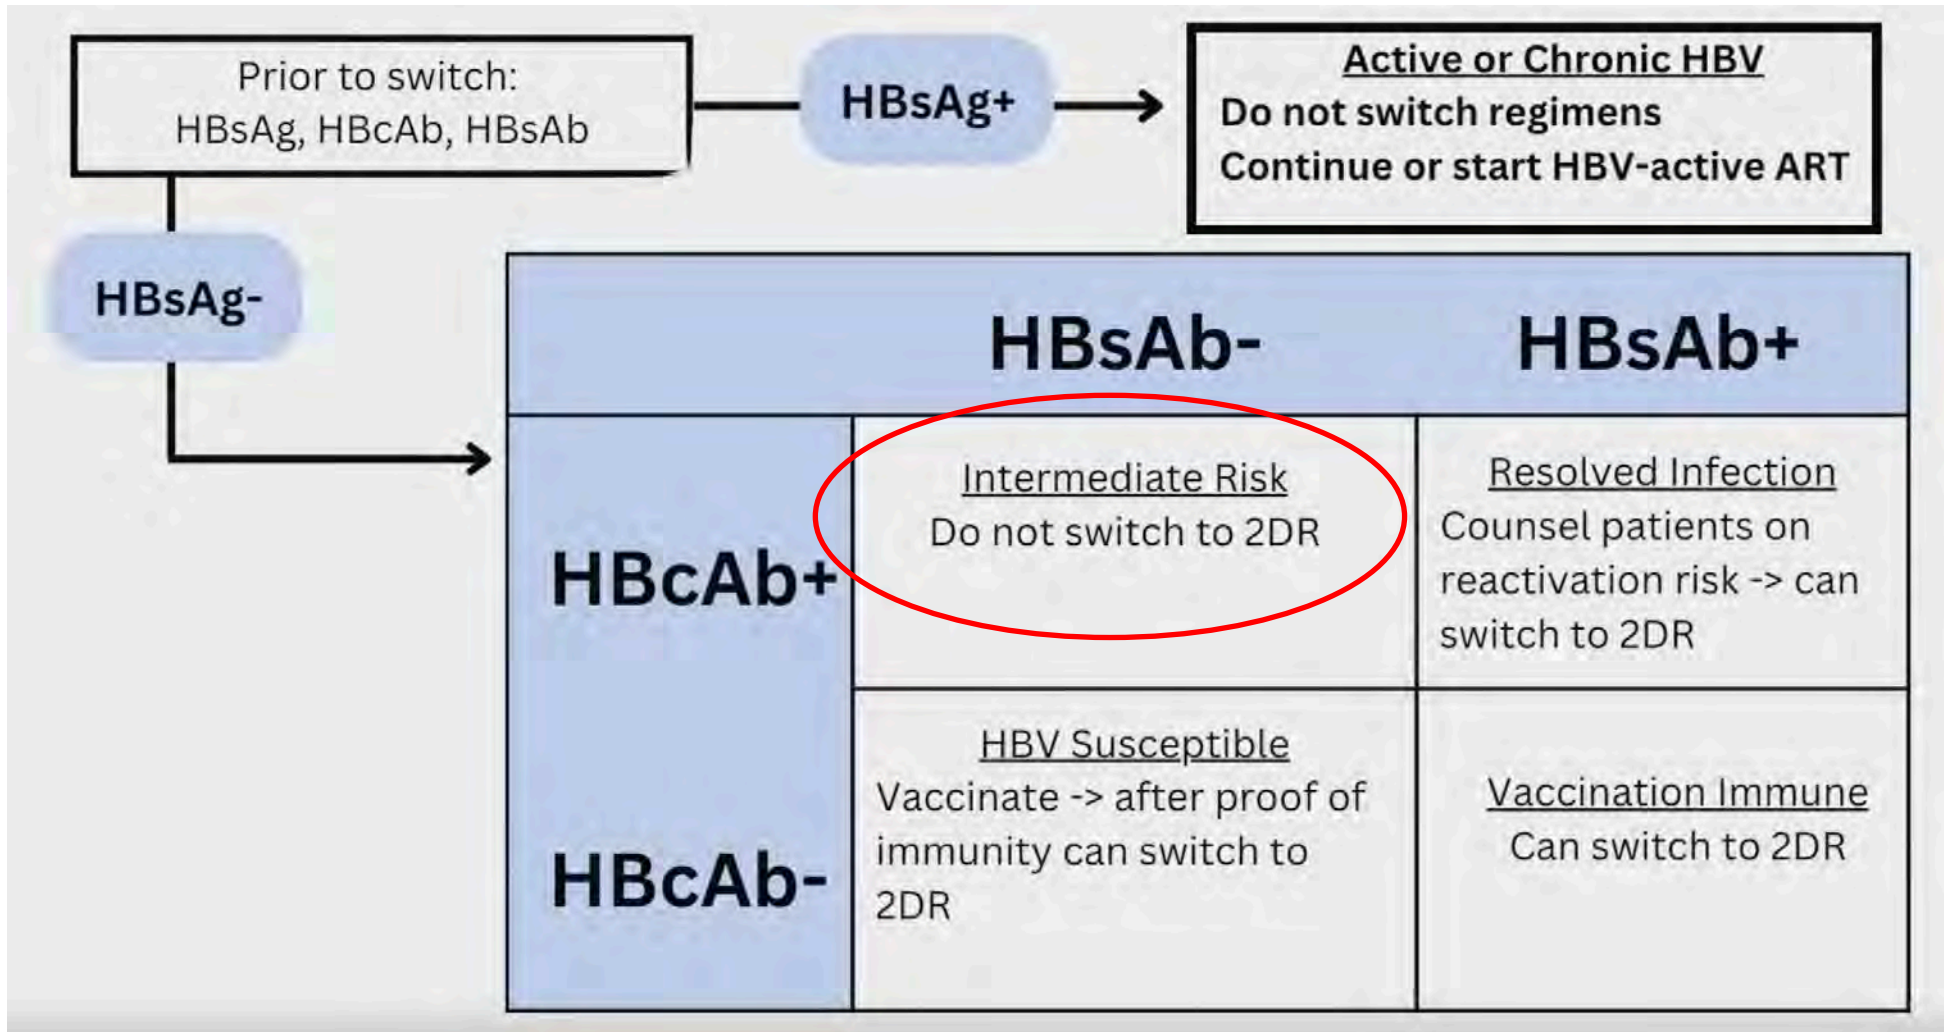 Prior to switch:
HBsAg, HBcAb, HBsAb
HBsAg+
Active or Chronic HBV
Do not switch regimens
Continue or start HBV-active ART
HBsAg-
HBsAb-
HBsAb+
HBcAb+
Intermediate Risk
Do not switch to 2DR
Resolved Infection
Counsel patients on
reactivation risk -> can
switch to 2DR
HBcAb-
HBV Susceptible
Vaccinate -> after proof of
immunity can switch to
2DR
Vaccination Immune
Can switch to 2DR